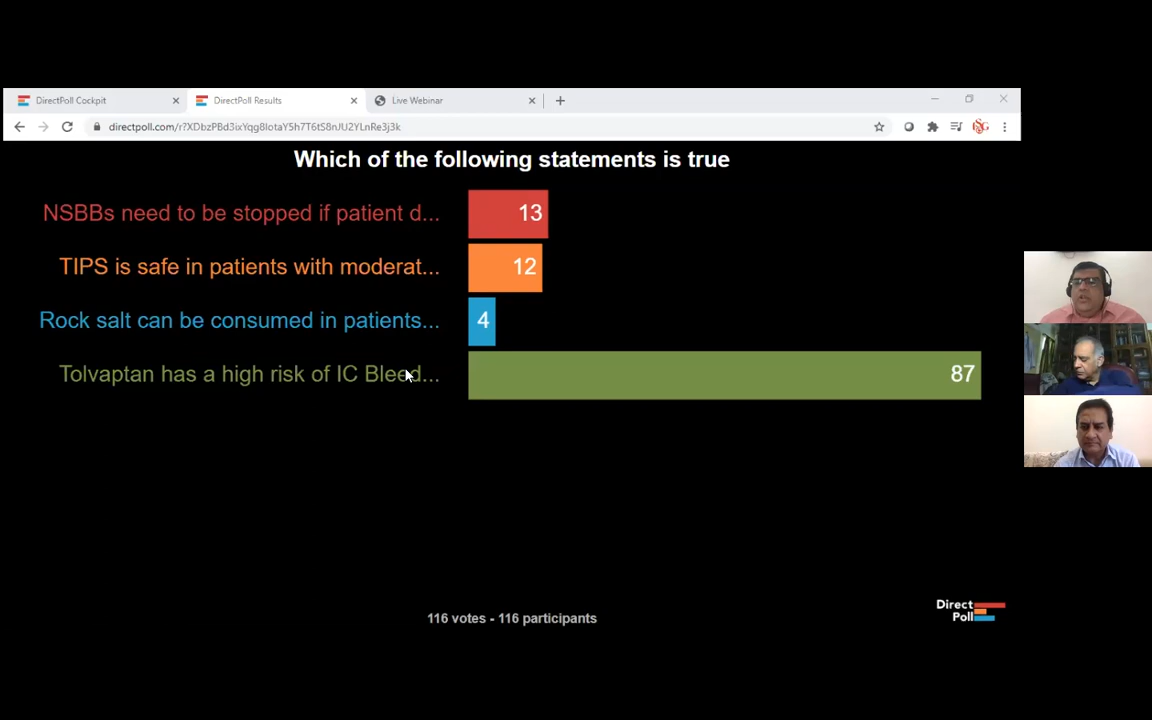 DirectPoll Cockpit
DirectPoll Results
Live Webinar
directpoll.com/r?XDbzPBd3ixYqg8IotaY5h7T6tS8nJU2YLnRe3j3k
Which of the following statements is true
NSBBs need to be stopped if patient d... 13
TIPS is safe in patients with moderat... 12
Rock salt can be consumed in patients... 4
Tolvaptan has a high risk of IC Bleed... 87
116 votes - 116 participants
Direct
Poll